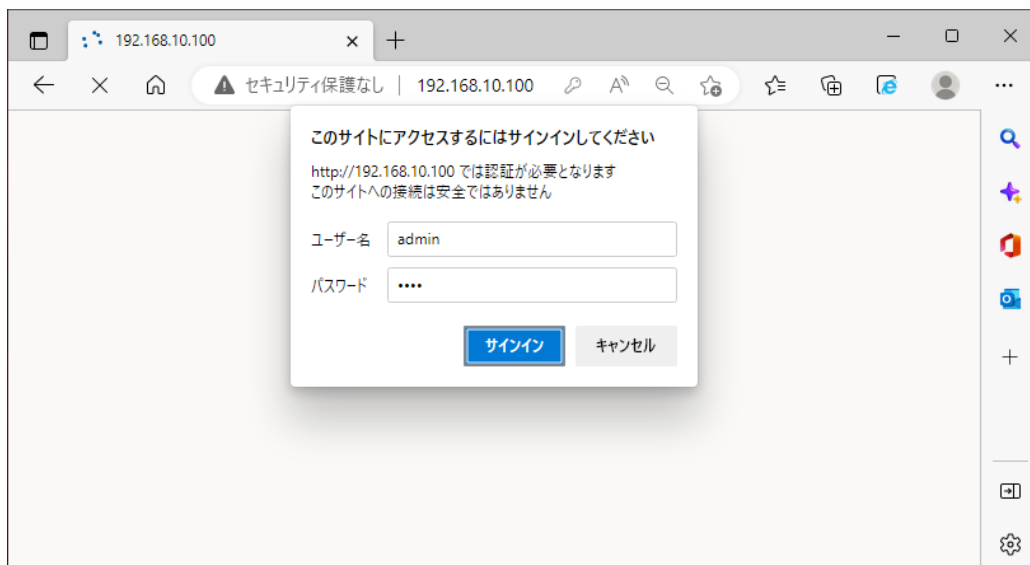 192.168.10.100
セキュリティ保護なし | 192.168.10.100
このサイトにアクセスするにはサインインしてください
http://192.168.10.100 では認証が必要となります
このサイトへの接続は安全ではありません
ユーザー名 admin
パスワード ••••
サインイン キャンセル